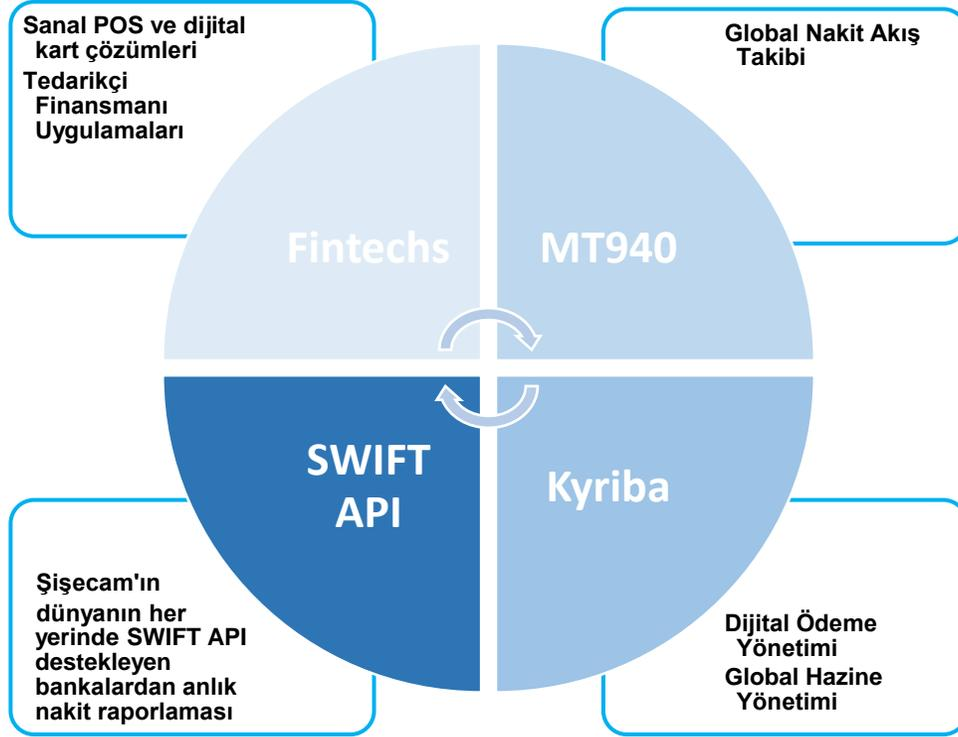 Sanal POS ve dijital
kart çözümleri
Tedarikçi
Finansmanı
Uygulamaları
Global Nakit Akış
Takibi
Fintechs
MT940
SWIFT
API
Kyriba
Şişecam'ın
dünyanın her
yerinde SWIFT API
destekleyen
bankalardan anlık
nakit raporlaması
Dijital Ödeme
Yönetimi
Global Hazine
Yönetimi